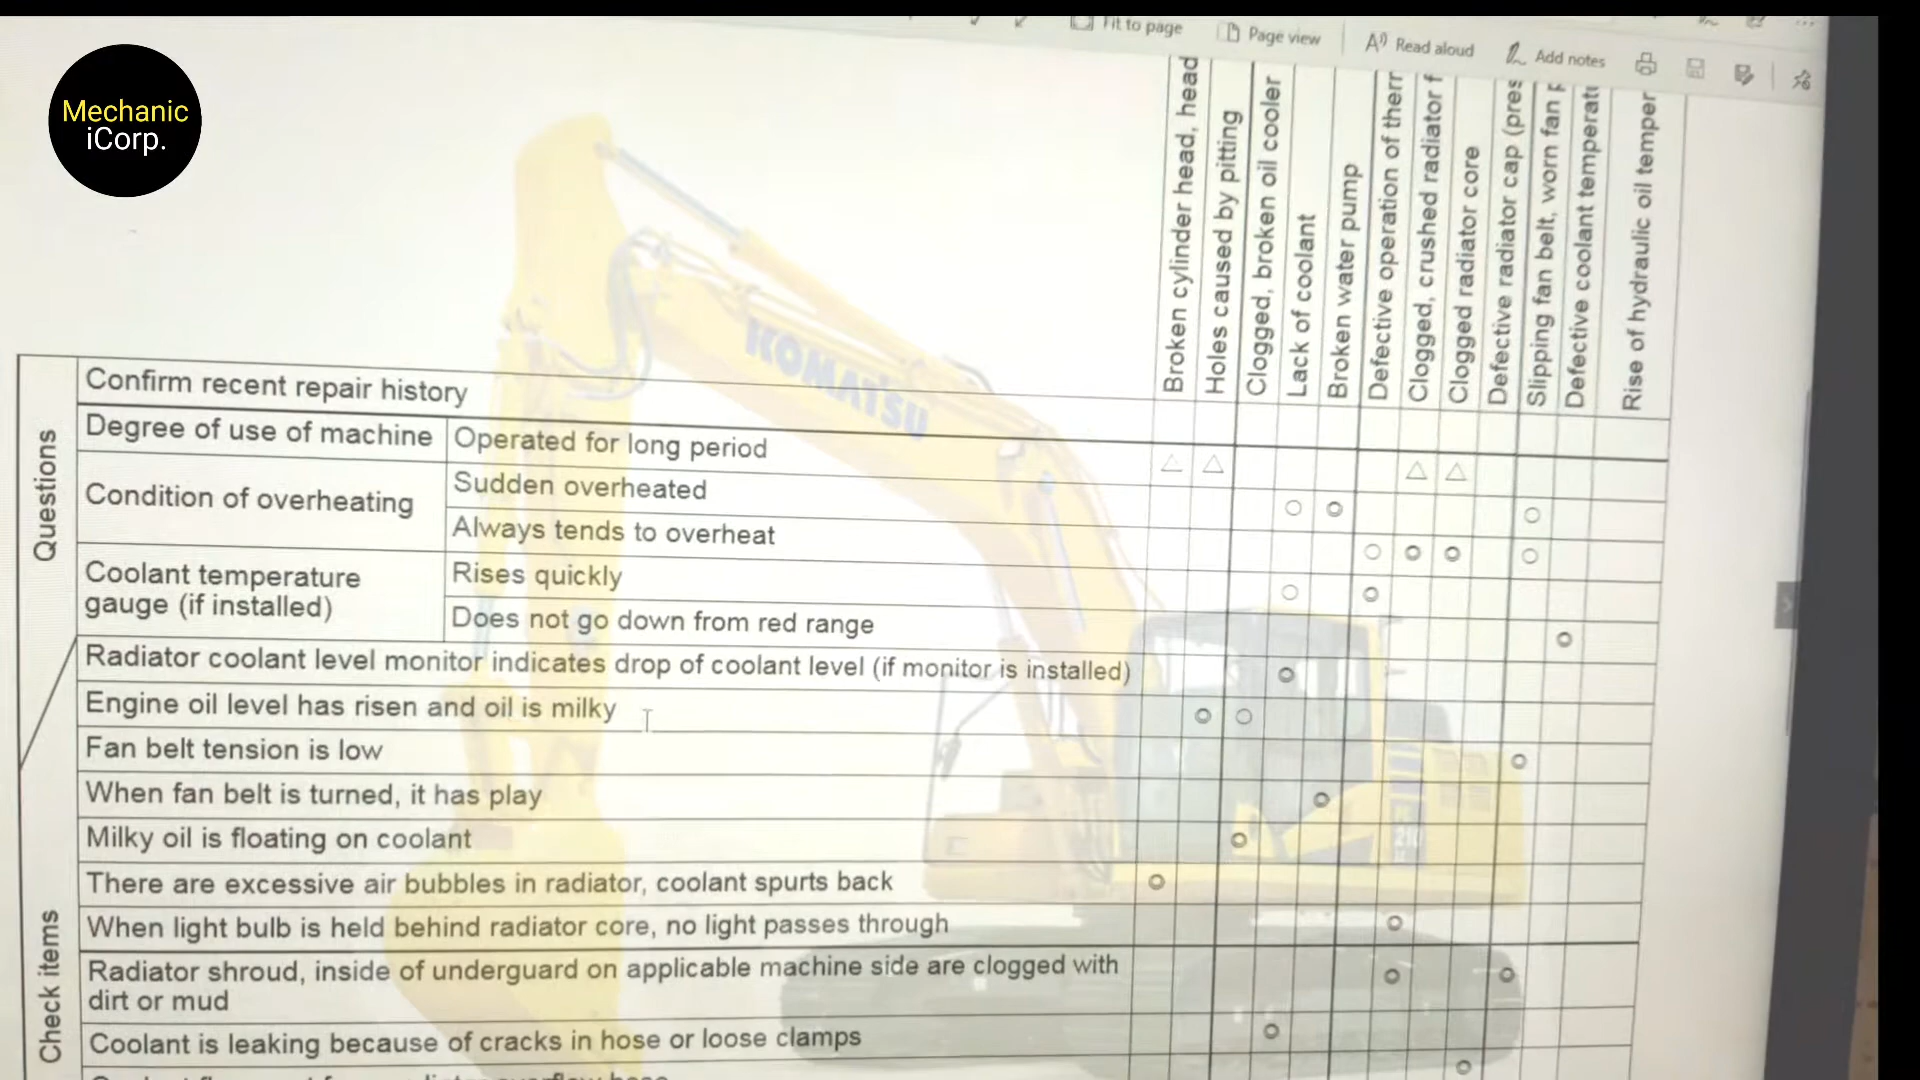 Mechanic
iCorp.
Fit to page
Page view
Read aloud
Add notes
Broken cylinder head, head
Holes caused by pitting
Clogged, broken oil cooler
Lack of coolant
Broken water pump
Defective operation of therr
Clogged, crushed radiator f
Clogged radiator core
Defective radiator cap (pres
Slipping fan belt, worn fan p
Defective coolant temperat
Rise of hydraulic oil temper
KOMATSU
Questions
Confirm recent repair history
Degree of use of machine Operated for long period
Condition of overheating
Sudden overheated
Always tends to overheat
Coolant temperature
gauge (if installed)
Rises quickly
Does not go down from red range
Radiator coolant level monitor indicates drop of coolant level (if monitor is installed)
Engine oil level has risen and oil is milky
Fan belt tension is low
When fan belt is turned, it has play
Milky oil is floating on coolant
There are excessive air bubbles in radiator, coolant spurts back
When light bulb is held behind radiator core, no light passes through
Check items
Radiator shroud, inside of underguard on applicable machine side are clogged with
dirt or mud
Coolant is leaking because of cracks in hose or loose clamps